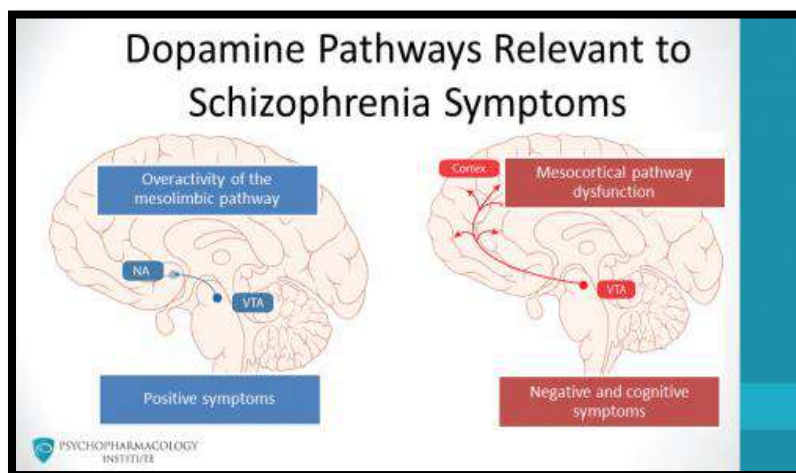 Dopamine Pathways Relevant to
Schizophrenia Symptoms
Overactivity of the
mesolimbic pathway
NA
VTA
Positive symptoms
Cortex
Mesocortical pathway
dysfunction
VTA
Negative and cognitive
symptoms
PSYCHOPHARMACOLOGY
INSTITUTE